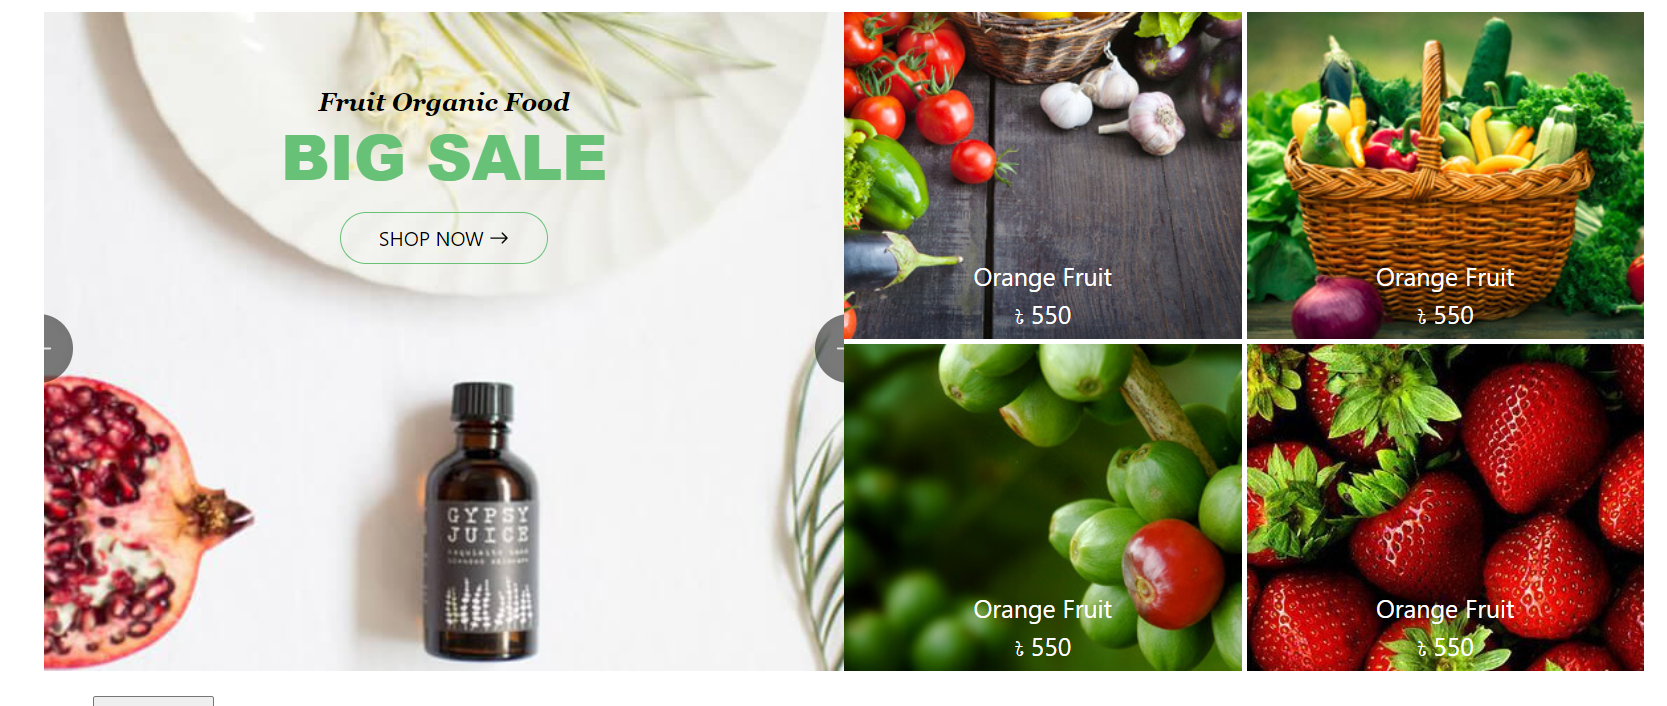 Fruit Organic Food
BIG SALE
SHOP NOW →
GYPSY
JUICE
Orange Fruit
৳ 550
Orange Fruit
৳ 550
Orange Fruit
৳ 550
Orange Fruit
৳ 550